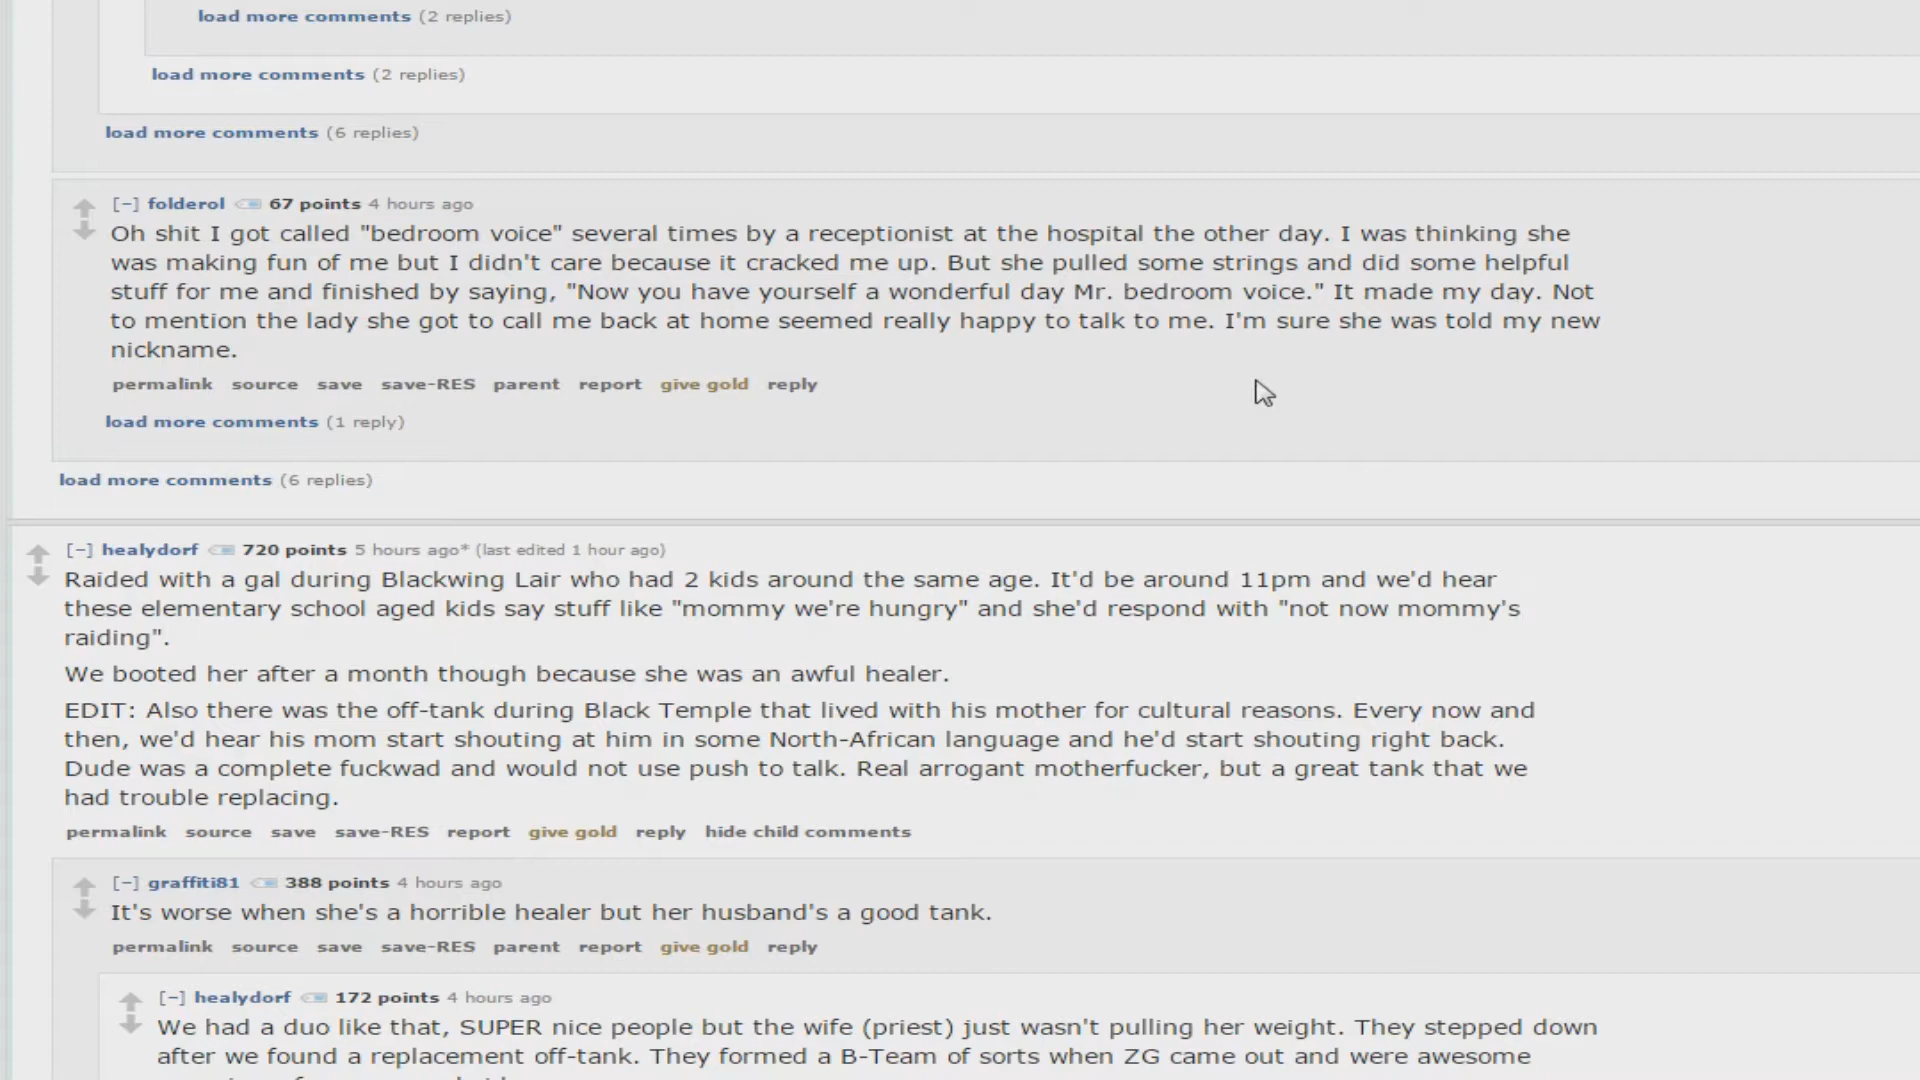 load more comments (2 replies)
load more comments (2 replies)
load more comments (6 replies)
[−] folderol 67 points 4 hours ago
Oh shit I got called "bedroom voice" several times by a receptionist at the hospital the other day. I was thinking she
was making fun of me but I didn't care because it cracked me up. But she pulled some strings and did some helpful
stuff for me and finished by saying, "Now you have yourself a wonderful day Mr. bedroom voice." It made my day. Not
to mention the lady she got to call me back at home seemed really happy to talk to me. I'm sure she was told my new
nickname.
permalink source save save-RES parent report give gold reply
load more comments (1 reply)
load more comments (6 replies)
[−] healydorf 720 points 5 hours ago* (last edited 1 hour ago)
Raided with a gal during Blackwing Lair who had 2 kids around the same age. It'd be around 11pm and we'd hear
these elementary school aged kids say stuff like "mommy we're hungry" and she'd respond with "not now mommy's
raiding".
We booted her after a month though because she was an awful healer.
EDIT: Also there was the off-tank during Black Temple that lived with his mother for cultural reasons. Every now and
then, we'd hear his mom start shouting at him in some North-African language and he'd start shouting right back.
Dude was a complete fuckwad and would not use push to talk. Real arrogant motherfucker, but a great tank that we
had trouble replacing.
permalink source save save-RES report give gold reply hide child comments
[−] graffiti81 388 points 4 hours ago
It's worse when she's a horrible healer but her husband's a good tank.
permalink source save save-RES parent report give gold reply
[−] healydorf 172 points 4 hours ago
We had a duo like that, SUPER nice people but the wife (priest) just wasn't pulling her weight. They stepped down
after we found a replacement off-tank. They formed a B-Team of sorts when ZG came out and were awesome